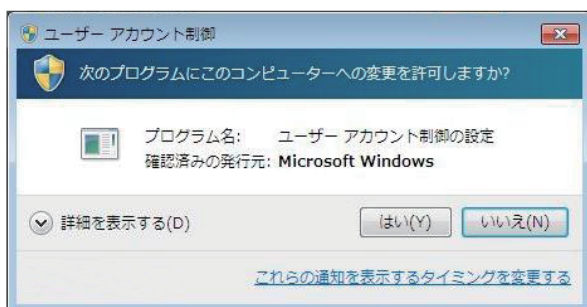 ユーザー アカウント制御
次のプログラムにこのコンピューターへの変更を許可しますか?
プログラム名: ユーザー アカウント制御の設定
確認済みの発行元: Microsoft Windows
詳細を表示する(D)
はい(Y)
いいえ(N)
これらの通知を表示するタイミングを変更する